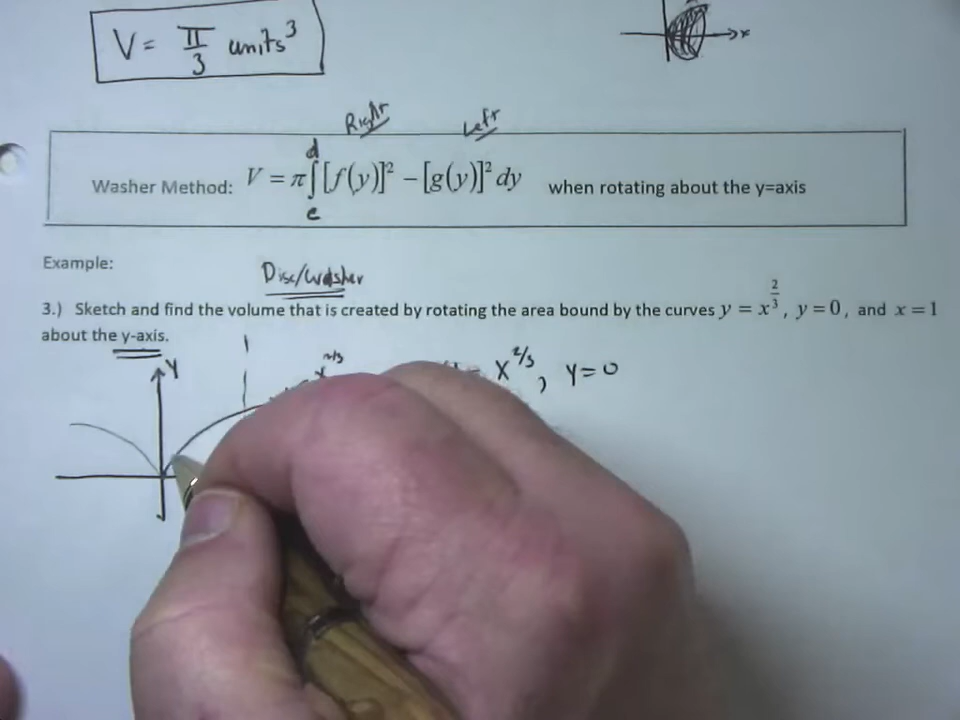 V = π/3 units³
x
Right Left
d
Washer Method: V = π∫[f(y)]² − [g(y)]² dy when rotating about the y=axis
c
Example:
Disc/Washer
3.) Sketch and find the volume that is created by rotating the area bound by the curves y = x^(2/3), y = 0, and x = 1
about the y-axis.
Y x^(2/3) = x^(2/3), y=0